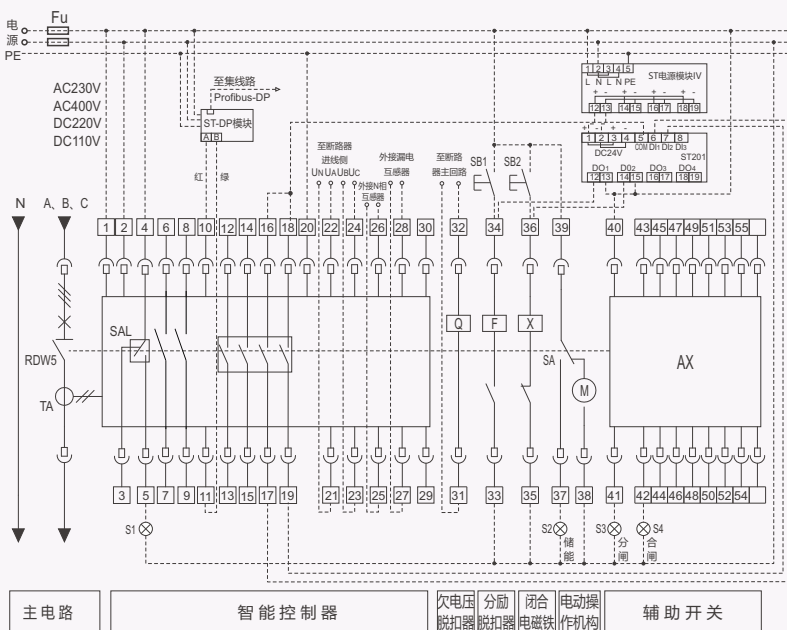 电
源
PE
Fu
AC230V
AC400V
DC220V
DC110V
至集线路
Profibus-DP
ST-DP模块
A B
红
绿
至断路器
进线侧
UN UA UB UC
外接N相
互感器
外接漏电
互感器
至断路
器主回路
SB1
SB2
1 2 3 4 5
L N L N PE
ST电源模块IV
+ - + - + - + -
12 13 14 15 16 17 18 19
+ - + -
1 2 3 4 5 6 7 8
DC24V
COM DI1 DI2 DI3
ST201
DO1 DO2 DO3 DO4
12 13 14 15 16 17 18 19
N
A、B、C
1 2 4 6 8 10 12 14 16 18 20 22 24 26 28 30 32 34 36 39 40 43 45 47 49 51 53 55
SAL
RDW5
TA
Q
F
X
SA
M
AX
3 5 7 9 11 13 15 17 19 21 23 25 27 29 31 33 35 37 38 41 42 44 46 48 50 52 54
S1
S2
储
能
S3
分
闸
S4
合
闸
主电路
智能控制器
欠电压
脱扣器
分励
脱扣器
闭合
电磁铁
电动操
作机构
辅助开关